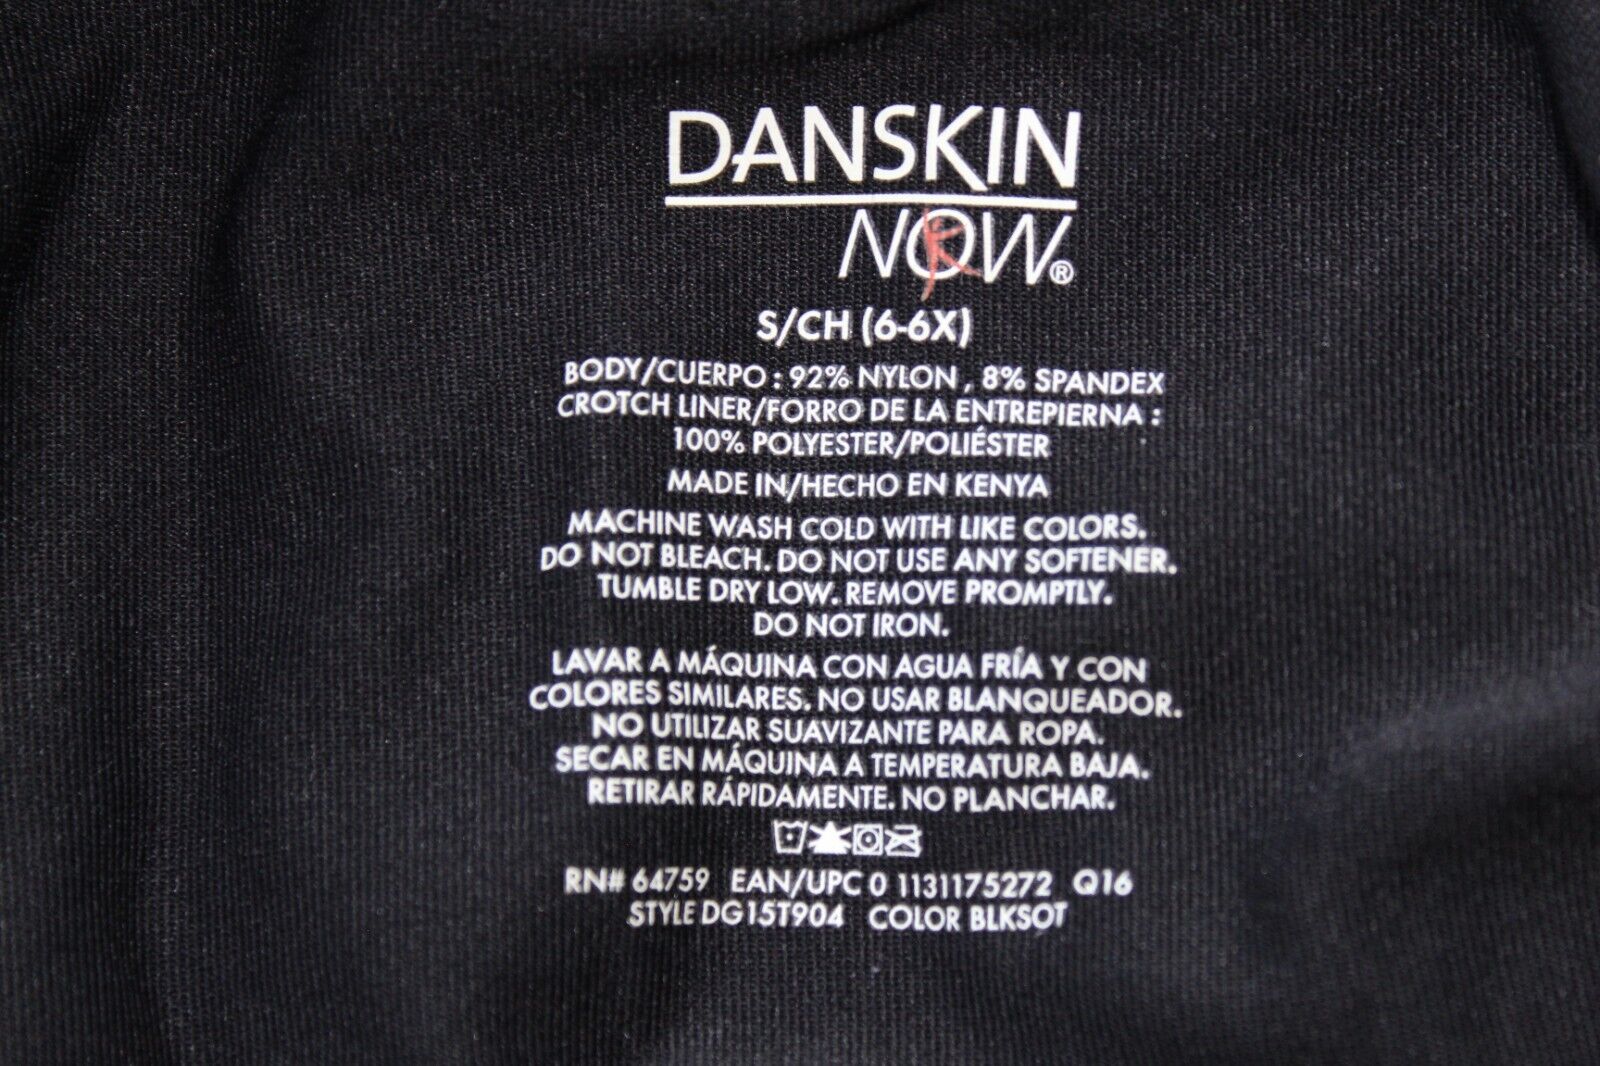 DANSKIN
NOW®
S/CH (6-6X)
BODY/CUERPO : 92% NYLON , 8% SPANDEX
CROTCH LINER/FORRO DE LA ENTREPIERNA :
100% POLYESTER/POLIÉSTER
MADE IN/HECHO EN KENYA
MACHINE WASH COLD WITH LIKE COLORS.
DO NOT BLEACH. DO NOT USE ANY SOFTENER.
TUMBLE DRY LOW. REMOVE PROMPTLY.
DO NOT IRON.
LAVAR A MÁQUINA CON AGUA FRÍA Y CON
COLORES SIMILARES. NO USAR BLANQUEADOR.
NO UTILIZAR SUAVIZANTE PARA ROPA.
SECAR EN MÁQUINA A TEMPERATURA BAJA.
RETIRAR RÁPIDAMENTE. NO PLANCHAR.
RN# 64759 EAN/UPC 0 1131175272 Q16
STYLE DG15T904 COLOR BLKSOT